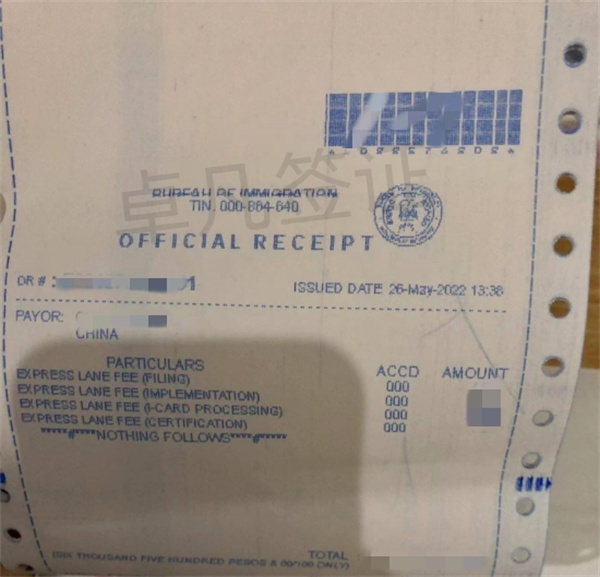 BUREAU OF IMMIGRATION
TIN. 000-864-640
OFFICIAL RECEIPT
OR # :
ISSUED DATE 26-May-2022 13:38
PAYOR:
CHINA
PARTICULARS ACCD AMOUNT
EXPRESS LANE FEE (FILING) 000
EXPRESS LANE FEE (IMPLEMENTATION) 000
EXPRESS LANE FEE (I-CARD PROCESSING) 000
EXPRESS LANE FEE (CERTIFICATION) 000
*****#****NOTHING FOLLOWS****#*****
TOTAL
(SIX THOUSAND FIVE HUNDRED PESOS & 00/100 ONLY)
卓凡签证